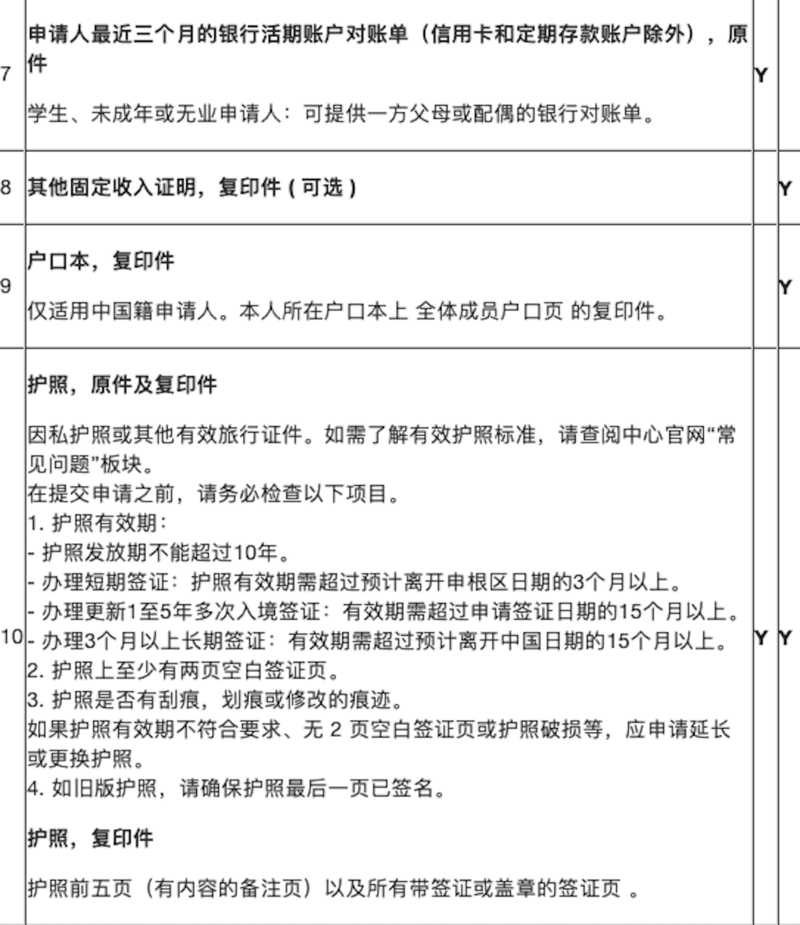 申请人最近三个月的银行活期账户对账单（信用卡和定期存款账户除外），原
件
7
Y
学生、未成年或无业申请人：可提供一方父母或配偶的银行对账单。
8
其他固定收入证明，复印件 ( 可选 )
Y
户口本，复印件
9
Y
仅适用中国籍申请人。本人所在户口本上 全体成员户口页 的复印件。
护照，原件及复印件
因私护照或其他有效旅行证件。如需了解有效护照标准，请查阅中心官网“常
见问题”板块。
在提交申请之前，请务必检查以下项目。
1. 护照有效期：
- 护照发放期不能超过10年。
- 办理短期签证：护照有效期需超过预计离开申根区日期的3个月以上。
- 办理更新1至5年多次入境签证：有效期需超过申请签证日期的15个月以上。
10
- 办理3个月以上长期签证：有效期需超过预计离开中国日期的15个月以上。
Y
Y
2. 护照上至少有两页空白签证页。
3. 护照是否有刮痕，划痕或修改的痕迹。
如果护照有效期不符合要求、无 2 页空白签证页或护照破损等，应申请延长
或更换护照。
4. 如旧版护照，请确保护照最后一页已签名。
护照，复印件
护照前五页（有内容的备注页）以及所有带签证或盖章的签证页 。